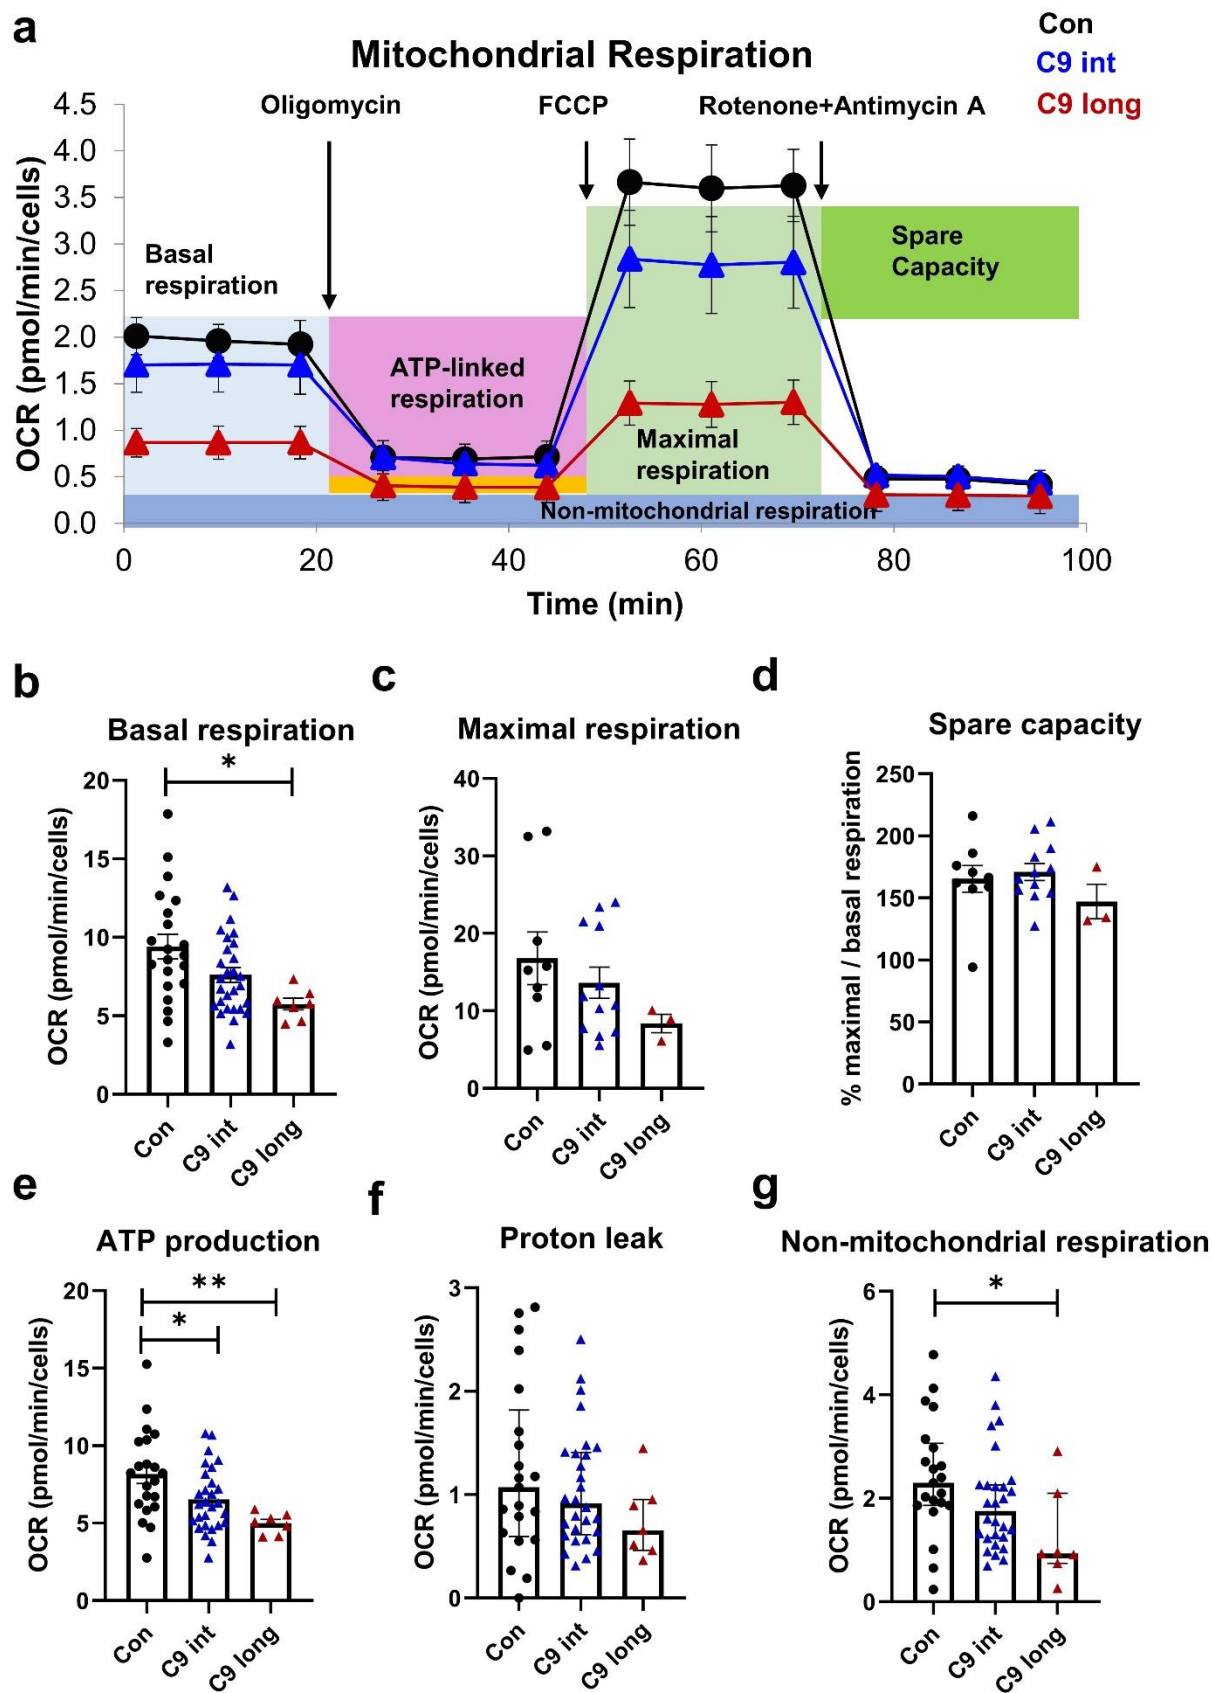 a
Mitochondrial Respiration
Con
C9 int
C9 long
Oligomycin
FCCP
Rotenone+Antimycin A
OCR (pmol/min/cells)
4.5
4.0
3.5
3.0
2.5
2.0
1.5
1.0
0.5
0.0
Basal
respiration
ATP-linked
respiration
Maximal
respiration
Spare
Capacity
Non-mitochondrial respiration
0
20
40
60
80
100
Time (min)
b
Basal respiration
*
OCR (pmol/min/cells)
20
15
10
5
0
Con
C9 int
C9 long
c
Maximal respiration
OCR (pmol/min/cells)
40
30
20
10
0
Con
C9 int
C9 long
d
Spare capacity
% maximal / basal respiration
250
200
150
100
50
0
Con
C9 int
C9 long
e
ATP production
**
*
OCR (pmol/min/cells)
20
15
10
5
0
Con
C9 int
C9 long
f
Proton leak
OCR (pmol/min/cells)
3
2
1
0
Con
C9 int
C9 long
g
Non-mitochondrial respiration
*
OCR (pmol/min/cells)
6
4
2
0
Con
C9 int
C9 long